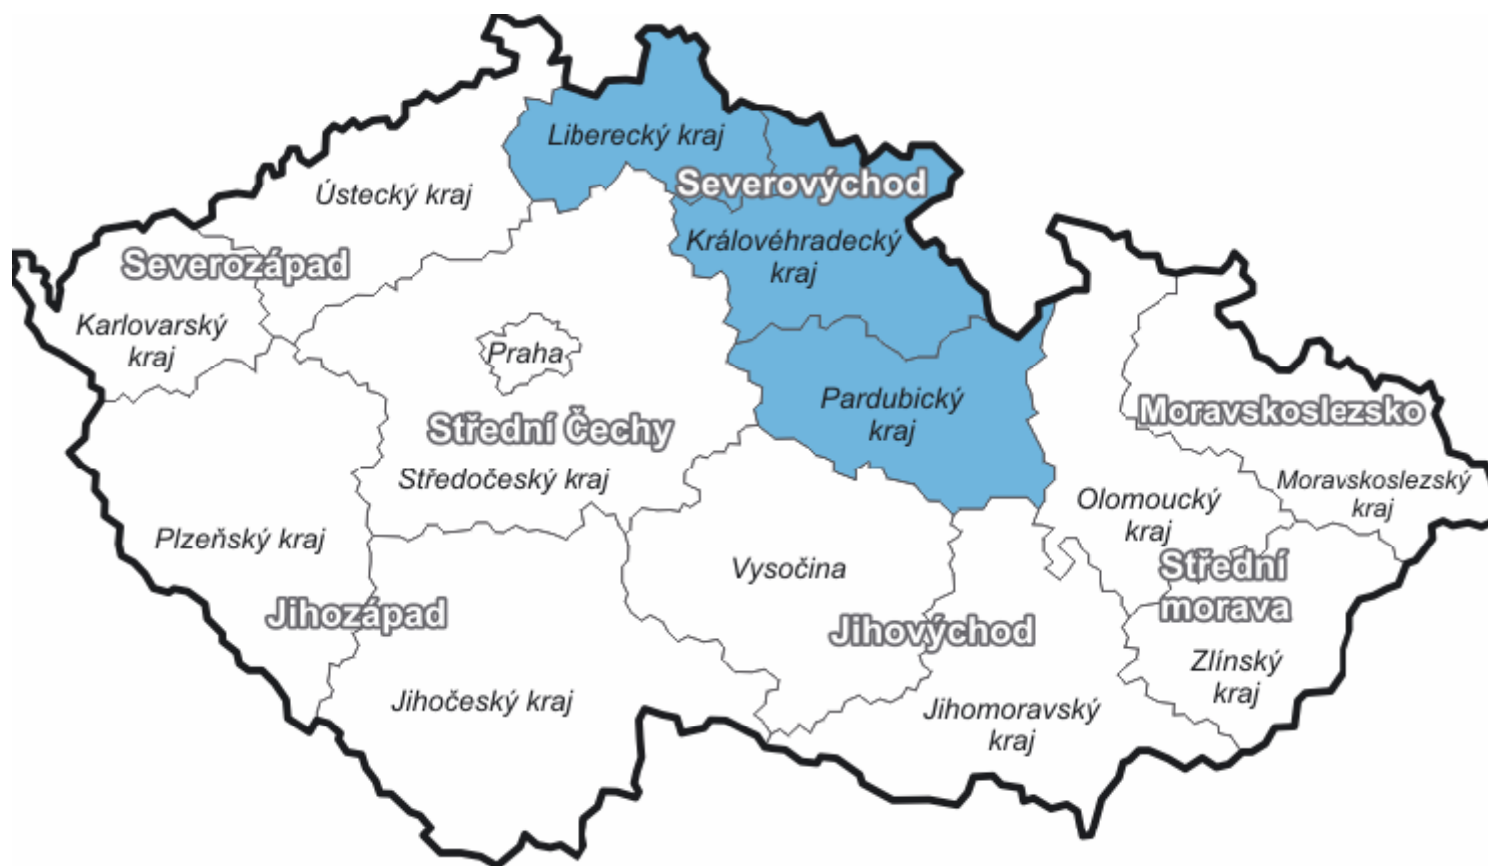 Liberecký kraj
Severovýchod
Ústecký kraj
Královéhradecký
kraj
Severozápad
Karlovarský
kraj
Praha
Pardubický
kraj
Moravskoslezsko
Střední Čechy
Středočeský kraj
Moravskoslezský
kraj
Olomoucký
kraj
Plzeňský kraj
Vysočina
Střední
morava
Jihozápad
Jihovýchod
Zlínský
kraj
Jihočeský kraj
Jihomoravský
kraj